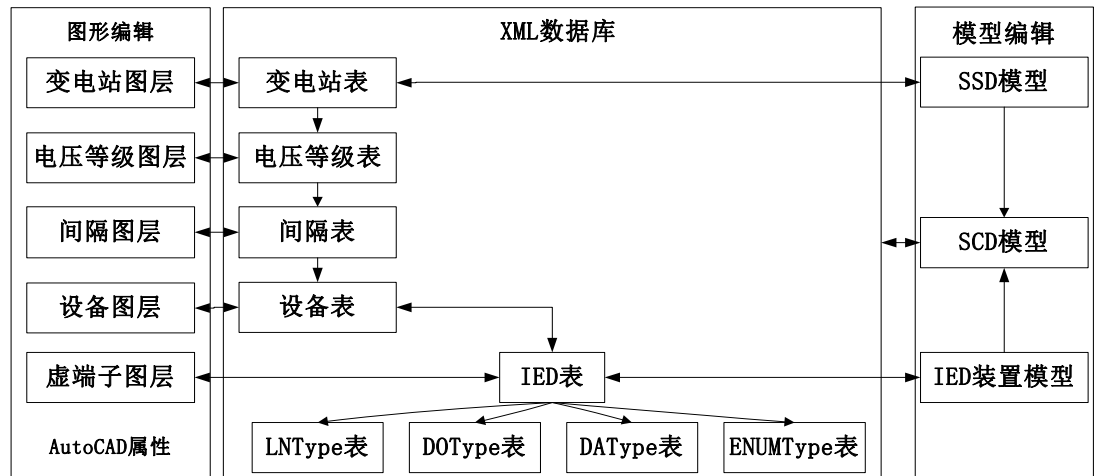 图形编辑
XML数据库
模型编辑
变电站图层
变电站表
SSD模型
电压等级图层
电压等级表
间隔图层
间隔表
SCD模型
设备图层
设备表
虚端子图层
IED表
IED装置模型
AutoCAD属性
LNType表
DOType表
DAType表
ENUMType表